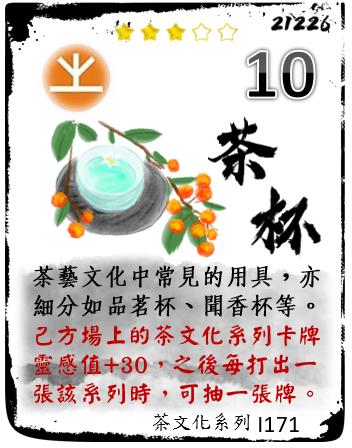 21226
10
茶杯
茶藝文化中常見的用具，亦
細分如品茗杯、聞香杯等。
己方場上的茶文化系列卡牌
靈感值+30，之後每打出一
張該系列時，可抽一張牌。
茶文化系列 I171